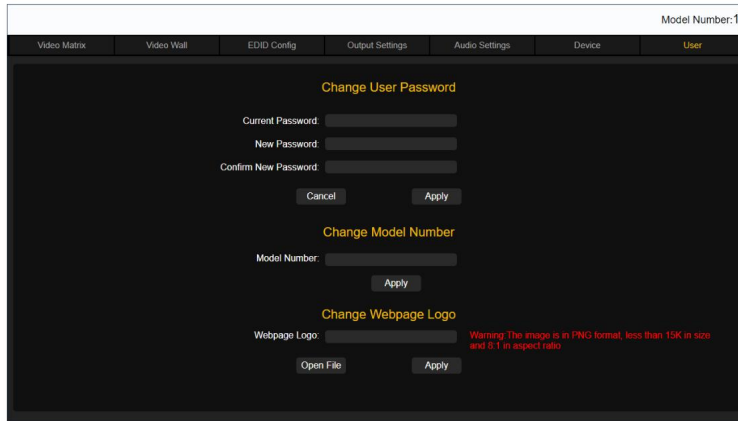 Model Number:1
Video Matrix Video Wall EDID Config Output Settings Audio Settings Device User
Change User Password
Current Password:
New Password:
Confirm New Password:
Cancel Apply
Change Model Number
Model Number:
Apply
Change Webpage Logo
Webpage Logo: Warning:The image is in PNG format, less than 15K in size
and 8:1 in aspect ratio
Open File Apply